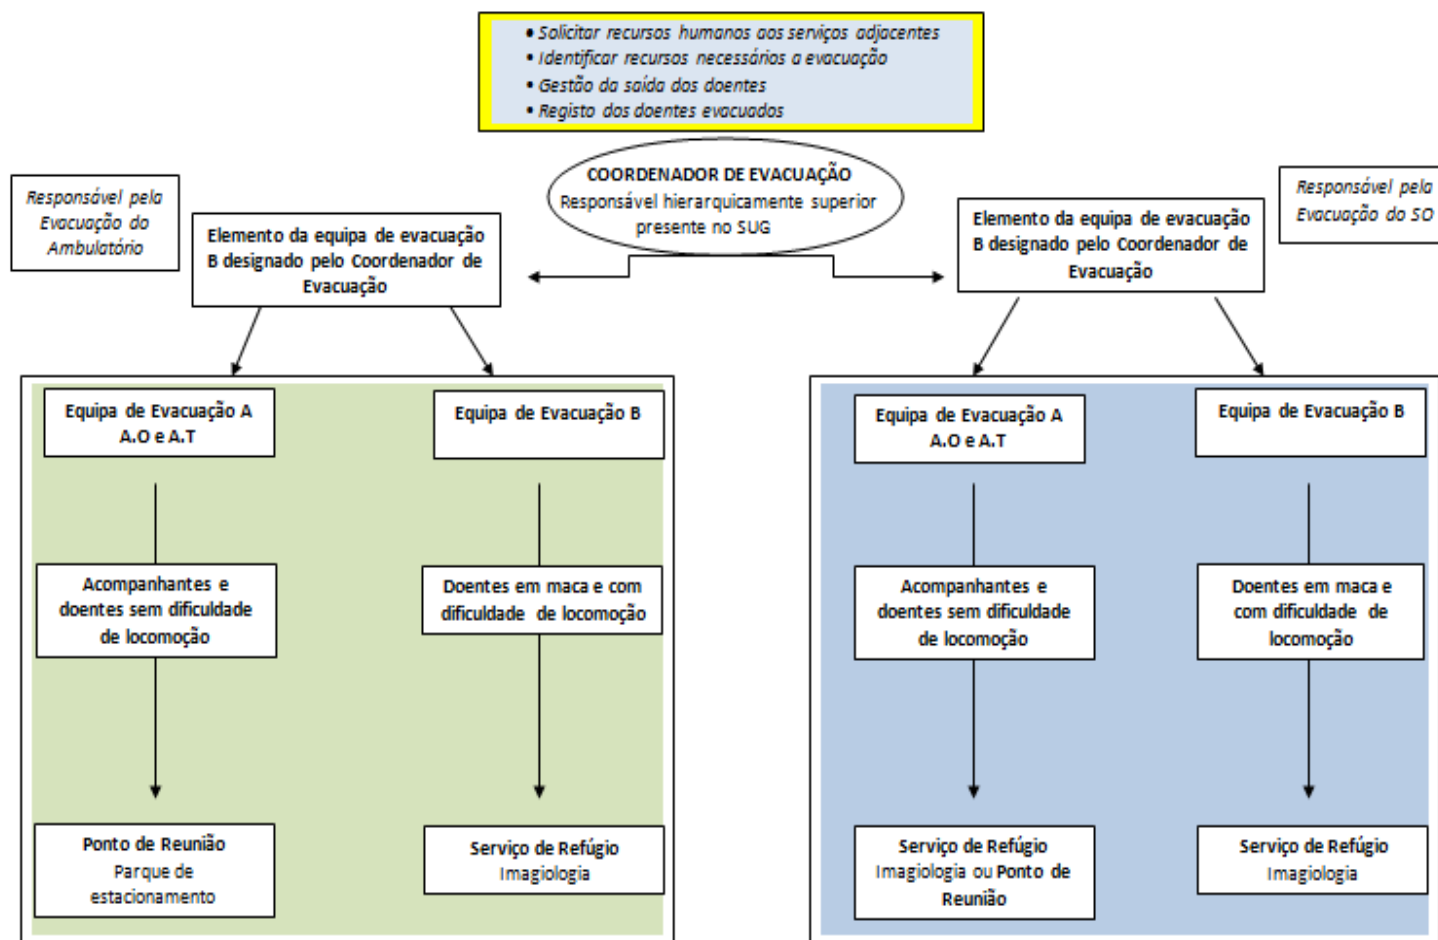 • Solicitar recursos humanos aos serviços adjacentes
• Identificar recursos necessários a evacuação
• Gestão da saída dos doentes
• Registo dos doentes evacuados
COORDENADOR DE EVACUAÇÃO
Responsável hierarquicamente superior
presente no SUG
Responsável pela
Evacuação do
Ambulatório
Elemento da equipa de evacuação
B designado pelo Coordenador de
Evacuação
Elemento da equipa de evacuação
B designado pelo Coordenador de
Evacuação
Responsável pela
Evacuação do SO
Equipa de Evacuação A
A.O e A.T
Equipa de Evacuação B
Equipa de Evacuação A
A.O e A.T
Equipa de Evacuação B
Acompanhantes e
doentes sem dificuldade
de locomoção
Doentes em maca e com
dificuldade de locomoção
Acompanhantes e
doentes sem dificuldade
de locomoção
Doentes em maca e
com dificuldade de
locomoção
Ponto de Reunião
Parque de
estacionamento
Serviço de Refúgio
Imagiologia
Serviço de Refúgio
Imagiologia ou Ponto de
Reunião
Serviço de Refúgio
Imagiologia